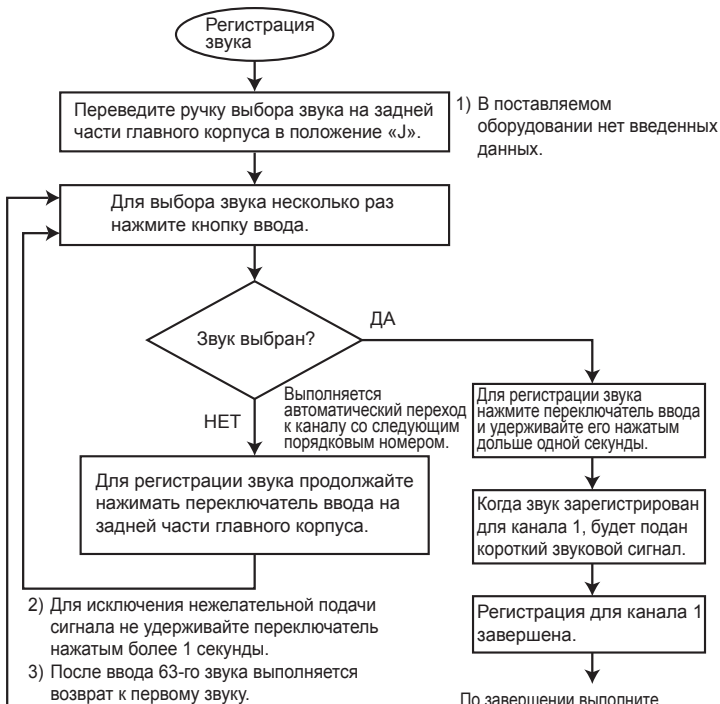 Регистрация
звука
Переведите ручку выбора звука на задней
части главного корпуса в положение «J».
1) В поставляемом
оборудовании нет введенных
данных.
Для выбора звука несколько раз
нажмите кнопку ввода.
Звук выбран?
ДА
НЕТ
Выполняется
автоматический переход
к каналу со следующим
порядковым номером.
Для регистрации звука
нажмите переключатель ввода
и удерживайте его нажатым
дольше одной секунды.
Для регистрации звука продолжайте
нажимать переключатель ввода на
задней части главного корпуса.
Когда звук зарегистрирован
для канала 1, будет подан
короткий звуковой сигнал.
2) Для исключения нежелательной подачи
сигнала не удерживайте переключатель
нажатым более 1 секунды.
3) После ввода 63-го звука выполняется
возврат к первому звуку.
Регистрация для канала 1
завершена.
По завершении выполните